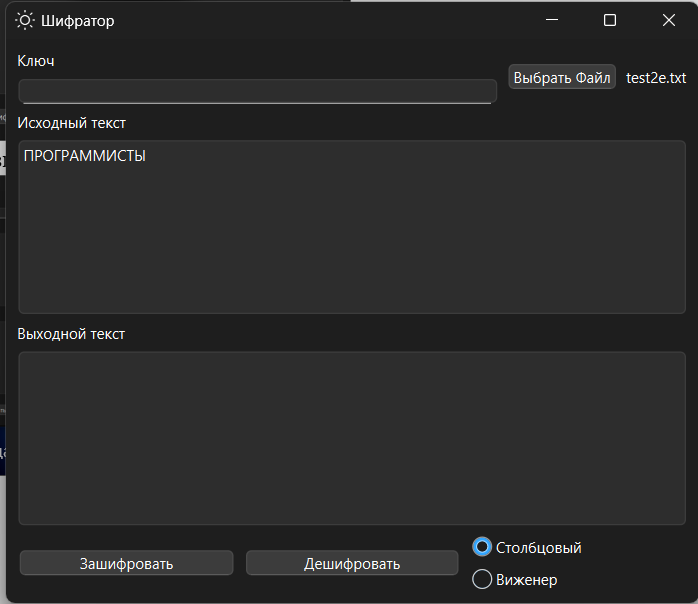 Шифратор
Ключ
Выбрать Файл test2e.txt
Исходный текст
ПРОГРАММИСТЫ
Выходной текст
Зашифровать Дешифровать Столбцовый
Виженер